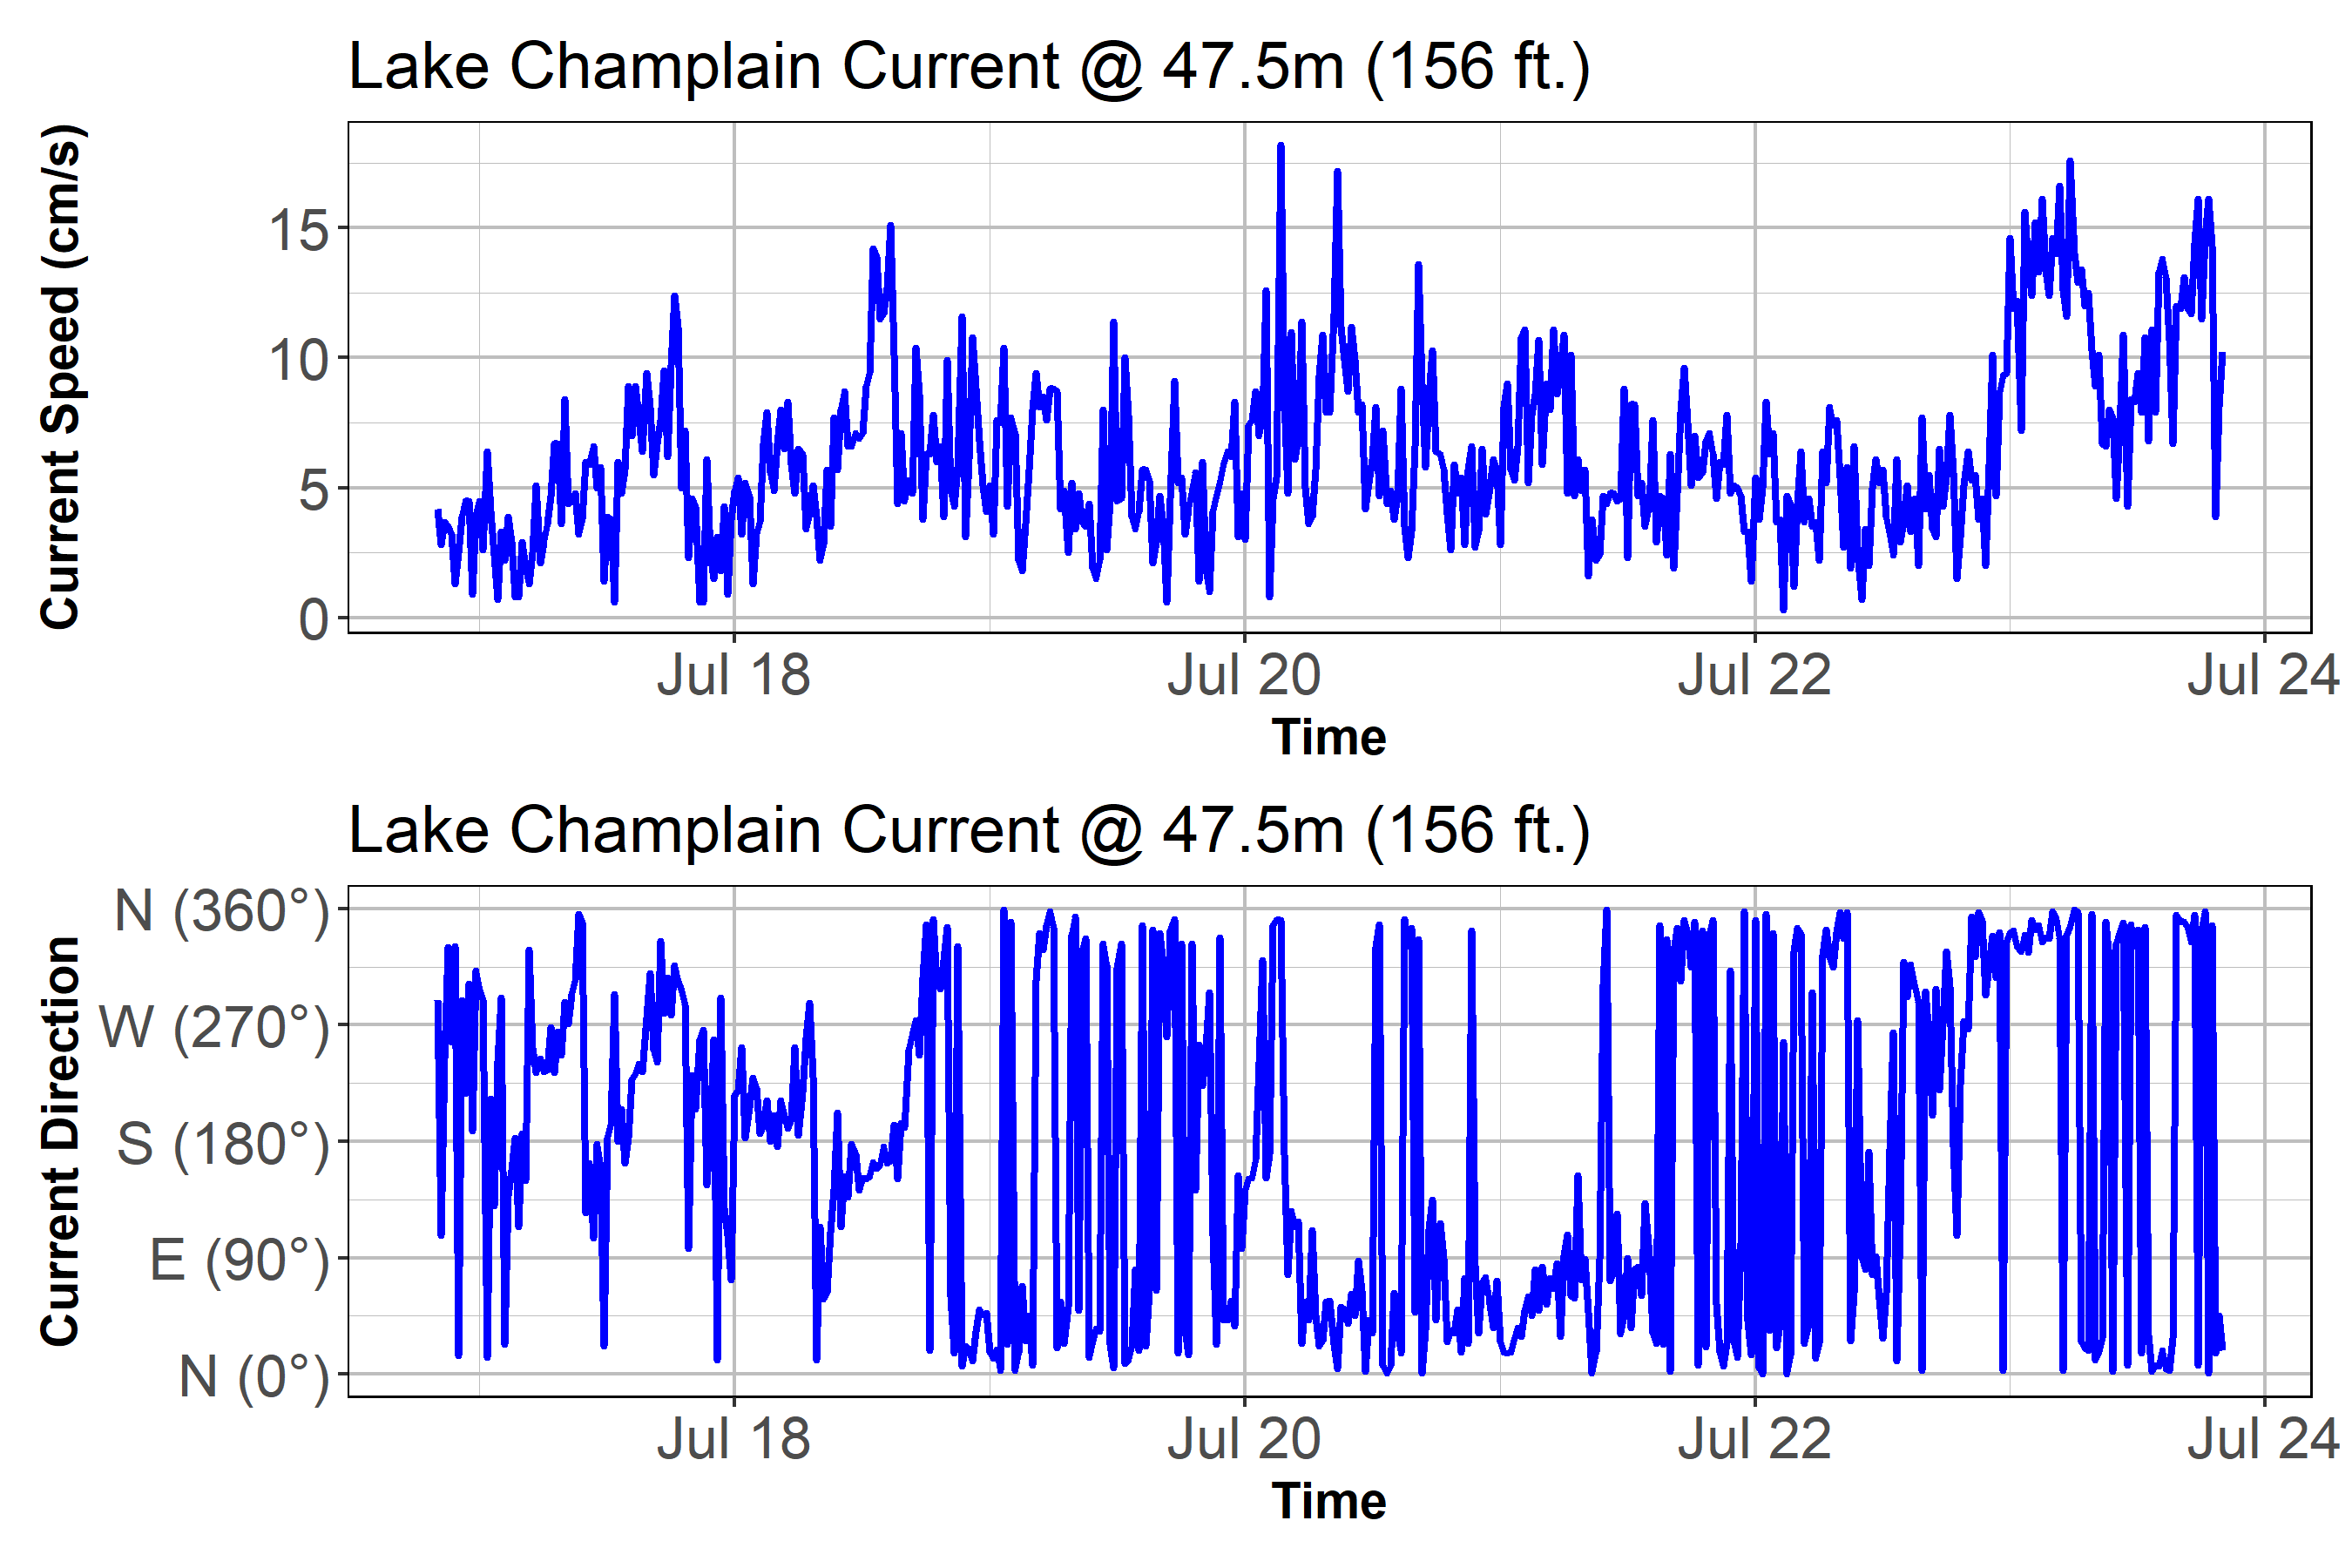 Lake Champlain Current @ 47.5m (156 ft.)
Current Speed (cm/s)
15
10
5
0
Jul 18 Jul 20 Jul 22 Jul 24
Time
Lake Champlain Current @ 47.5m (156 ft.)
Current Direction
N (360°)
W (270°)
S (180°)
E (90°)
N (0°)
Jul 18 Jul 20 Jul 22 Jul 24
Time